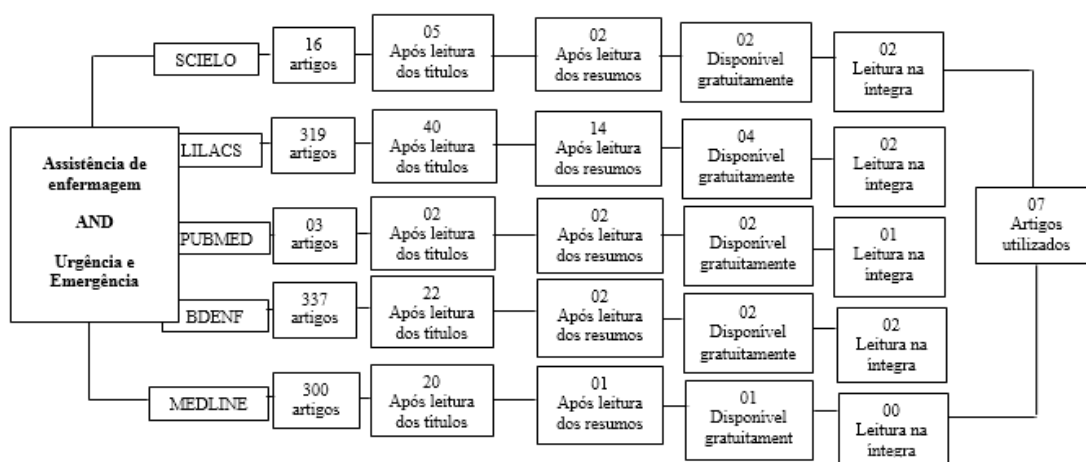 Assistência de
enfermagem
AND
Urgência e
Emergência
SCIELO
16
artigos
05
Após leitura
dos titulos
02
Após leitura
dos resumos
02
Disponível
gratuitamente
02
Leitura na
íntegra
LILACS
319
artigos
40
Após leitura
dos títulos
14
Após leitura
dos resumos
04
Disponível
gratuitamente
02
Leitura na
íntegra
PUBMED
03
artigos
02
Após leitura
dos títulos
02
Após leitura
dos resumos
02
Disponível
gratuitamente
01
Leitura na
íntegra
BDENF
337
artigos
22
Após leitura
dos títulos
02
Após leitura
dos resumos
02
Disponível
gratuitamente
02
Leitura na
íntegra
MEDLINE
300
artigos
20
Após leitura
dos títulos
01
Após leitura
dos resumos
01
Disponível
gratuitament
00
Leitura na
íntegra
07
Artigos
utilizados